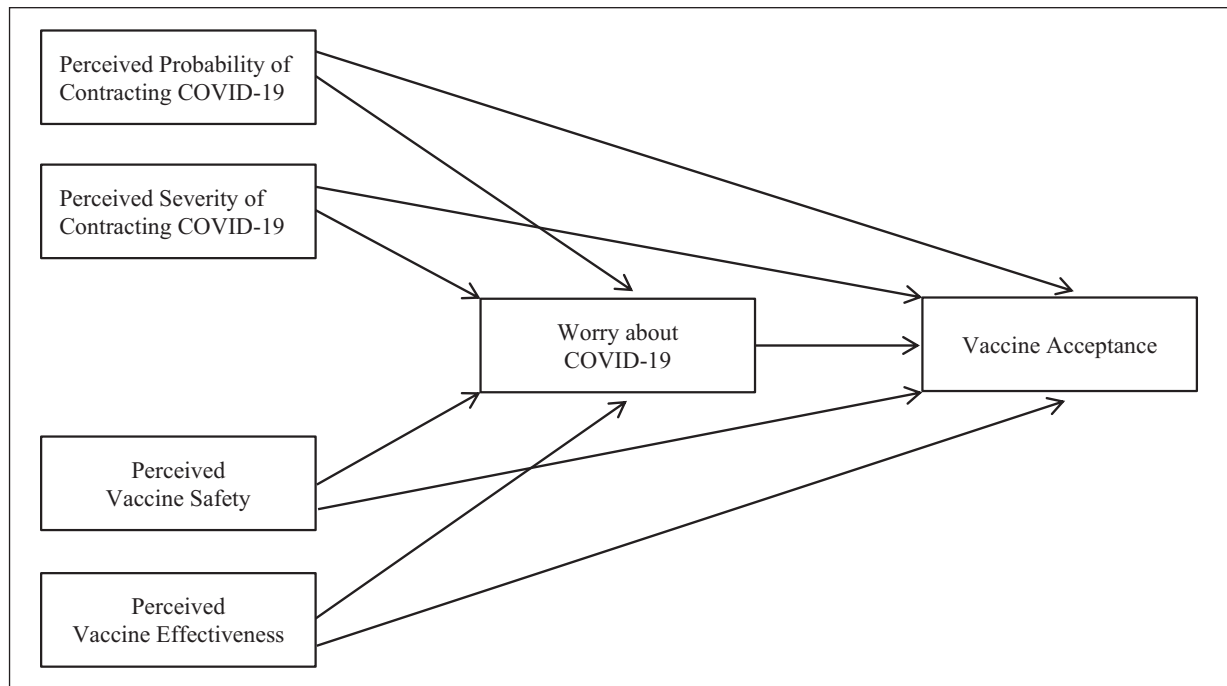 Perceived Probability of
Contracting COVID-19
Perceived Severity of
Contracting COVID-19
Worry about
COVID-19
Vaccine Acceptance
Perceived
Vaccine Safety
Perceived
Vaccine Effectiveness